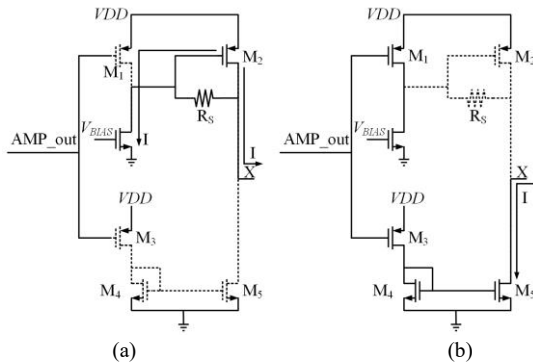 VDD
M1
M2
RS
VBIAS
I
I
AMP_out
X
VDD
M3
M4
M5
(a)
VDD
M1
M2
RS
VBIAS
AMP_out
X
I
VDD
M3
M4
M5
(b)